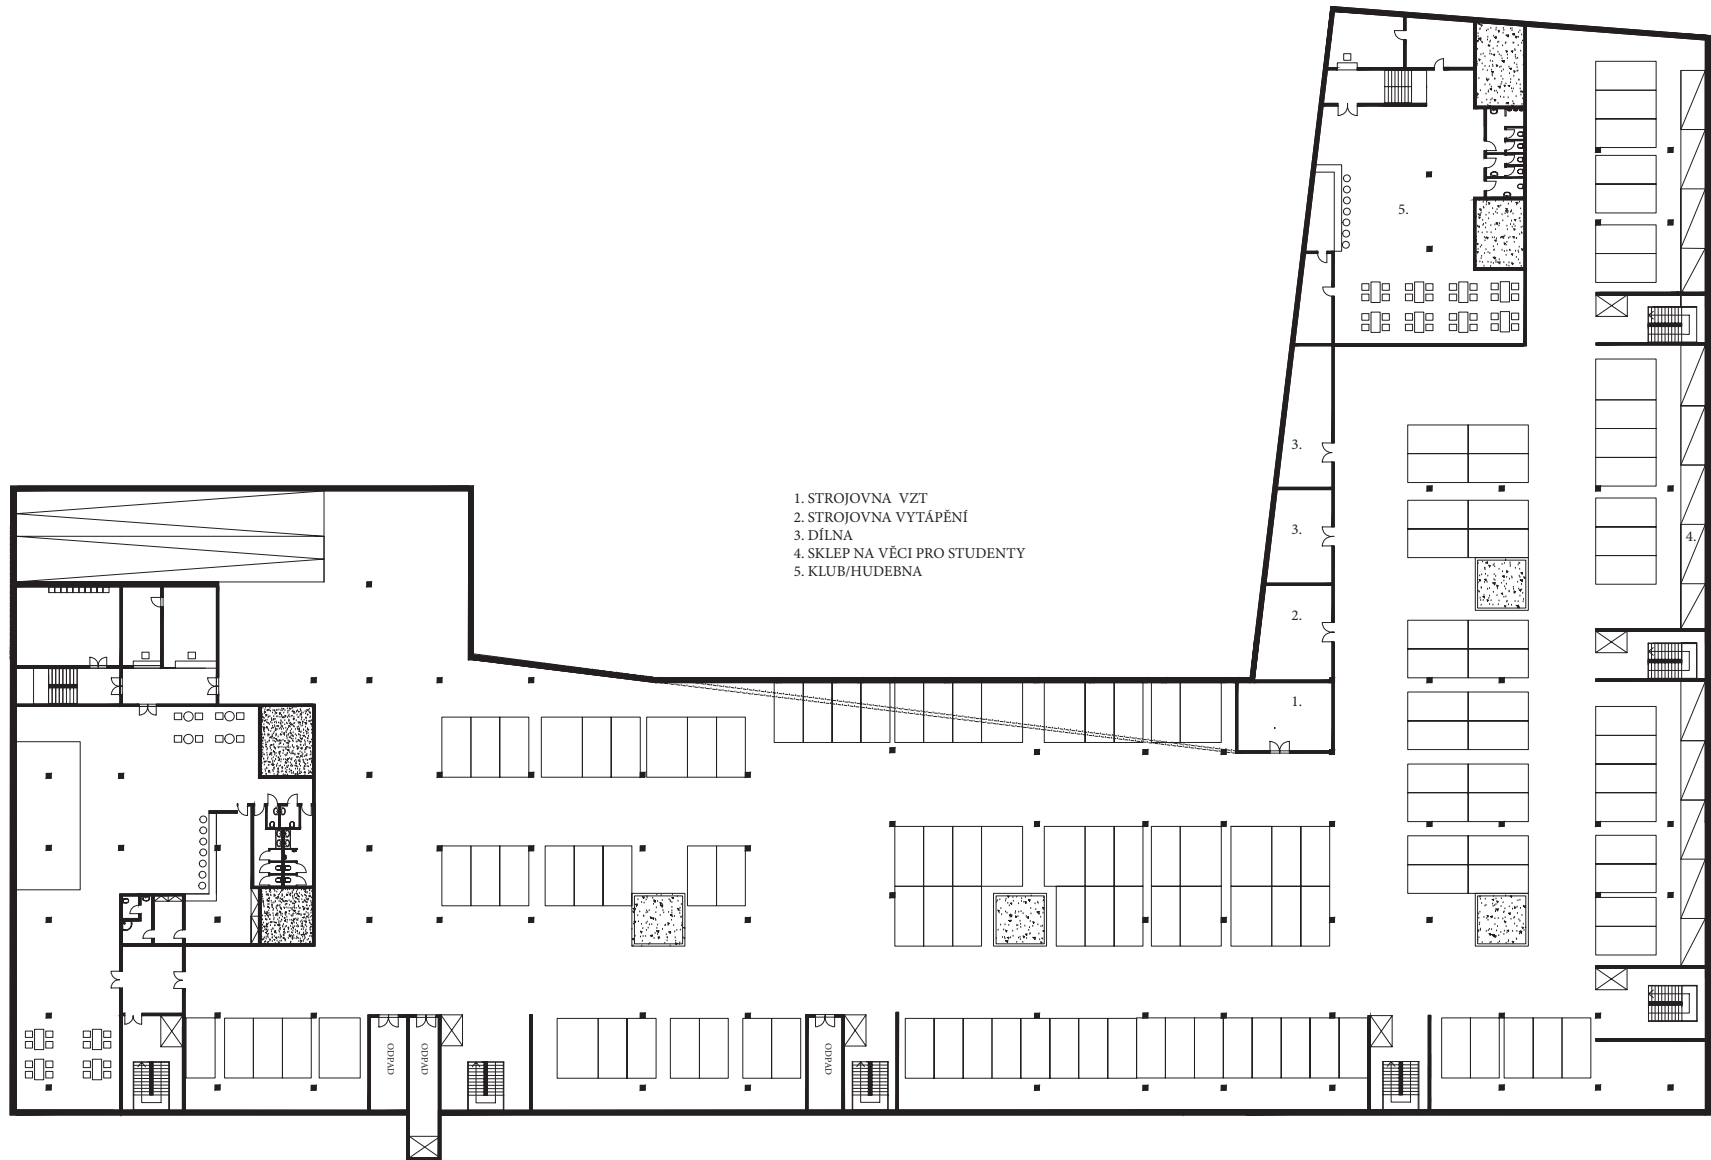 5.
3.
1. STROJOVNA VZT
2. STROJOVNA VYTÁPĚNÍ
3. DÍLNA
4. SKLEP NA VĚCI PRO STUDENTY
5. KLUB/HUDEBNA
3.
4.
2.
1.
ODPAD
ODPAD
ODPAD